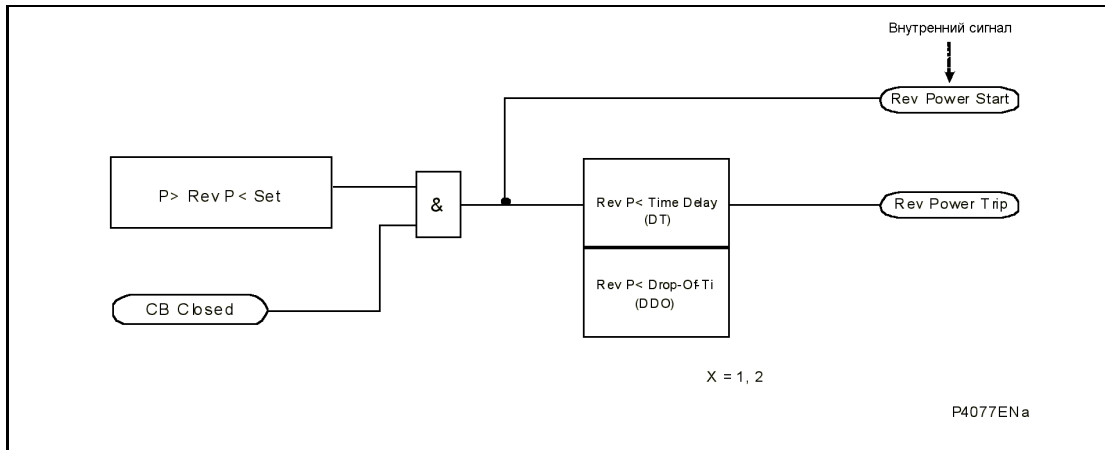 Внутренний сигнал
Rev Power Start
P> Rev P< Set
&
Rev P< Time Delay
(DT)
Rev Power Trip
Rev P< Drop-Of-Ti
(DDO)
CB Closed
X = 1, 2
P4077ENa